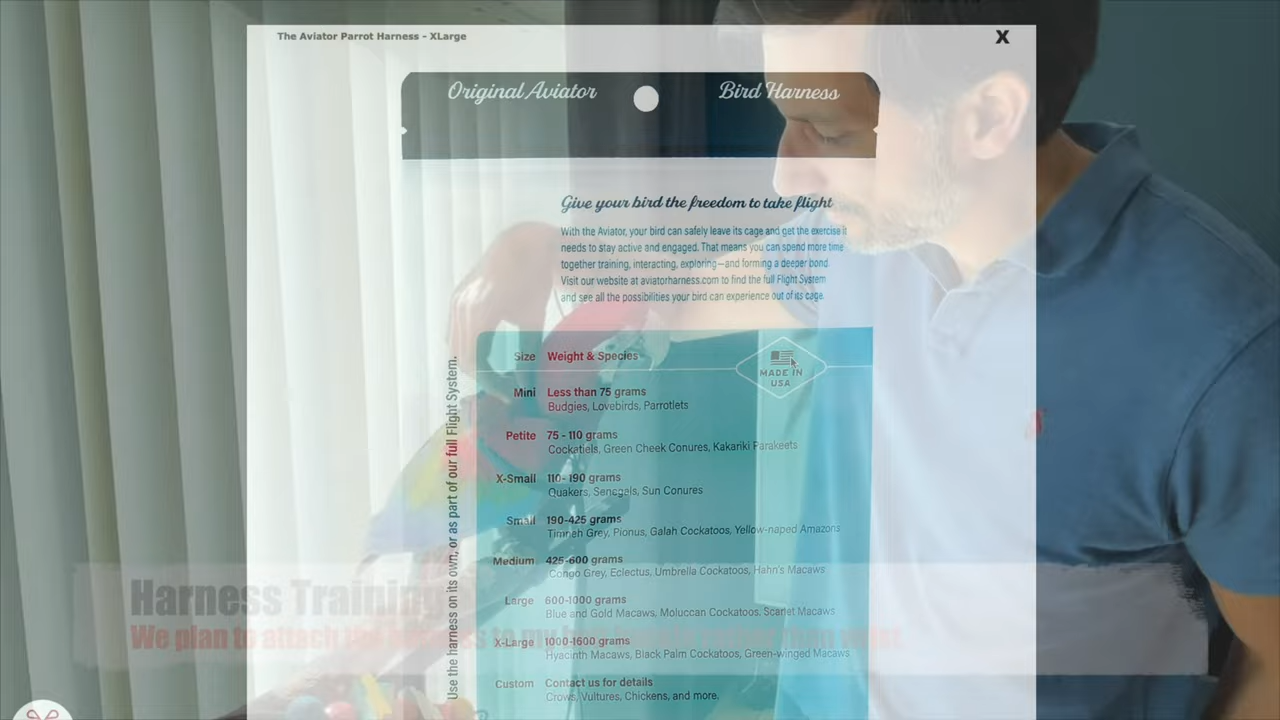 The Aviator Parrot Harness - XLarge
X
Original Aviator
Bird Harness
Give your bird the freedom to take flight
With the Aviator, your bird can safely leave its cage and get the exercise it
needs to stay active and engaged. That means you can spend more time
together training, interacting, exploring—and forming a deeper bond.
Visit our website at aviatorharness.com to find the full Flight System
and see all the possibilities your bird can experience out of its cage.
Use the harness on its own, or as part of our full Flight System.
Size Weight & Species
MADE IN
USA
Mini Less than 75 grams
Budgies, Lovebirds, Parrotlets
Petite 75 - 110 grams
Cockatiels, Green Cheek Conures, Kakariki Parakeets
X-Small 110- 190 grams
Quakers, Senegals, Sun Conures
Small 190-425 grams
Timneh Grey, Pionus, Galah Cockatoos, Yellow-naped Amazons
Medium 425-600 grams
Congo Grey, Eclectus, Umbrella Cockatoos, Hahn's Macaws
Large 600-1000 grams
Blue and Gold Macaws, Moluccan Cockatoos, Scarlet Macaws
X-Large 1000-1600 grams
Hyacinth Macaws, Black Palm Cockatoos, Green-winged Macaws
Custom Contact us for details
Crows, Vultures, Chickens, and more.
Harness Training
We plan to attach the harness to my